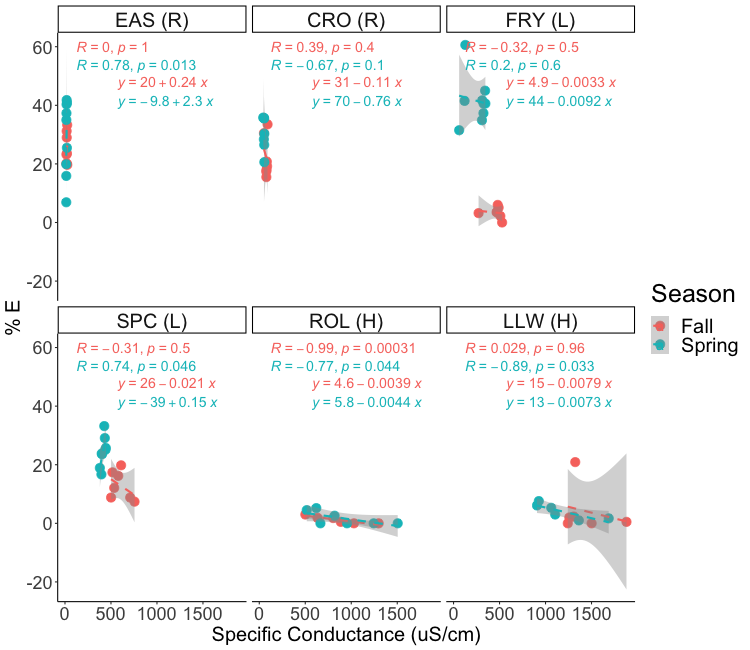 EAS (R)
R = 0, p = 1
R = 0.78, p = 0.013
y = 20 + 0.24 x
y = − 9.8 + 2.3 x
CRO (R)
R = 0.39, p = 0.4
R = − 0.67, p = 0.1
y = 31 − 0.11 x
y = 70 − 0.76 x
FRY (L)
R = − 0.32, p = 0.5
R = 0.2, p = 0.6
y = 4.9 − 0.0033 x
y = 44 − 0.0092 x
60
40
20
0
-20
SPC (L)
R = − 0.31, p = 0.5
R = 0.74, p = 0.046
y = 26 − 0.021 x
y = − 39 + 0.15 x
ROL (H)
R = − 0.99, p = 0.00031
R = − 0.77, p = 0.044
y = 4.6 − 0.0039 x
y = 5.8 − 0.0044 x
LLW (H)
R = 0.029, p = 0.96
R = − 0.89, p = 0.033
y = 15 − 0.0079 x
y = 13 − 0.0073 x
60
40
20
0
-20
0 500 1000 1500
0 500 1000 1500
0 500 1000 1500
Specific Conductance (uS/cm)
% E
Season
Fall
Spring